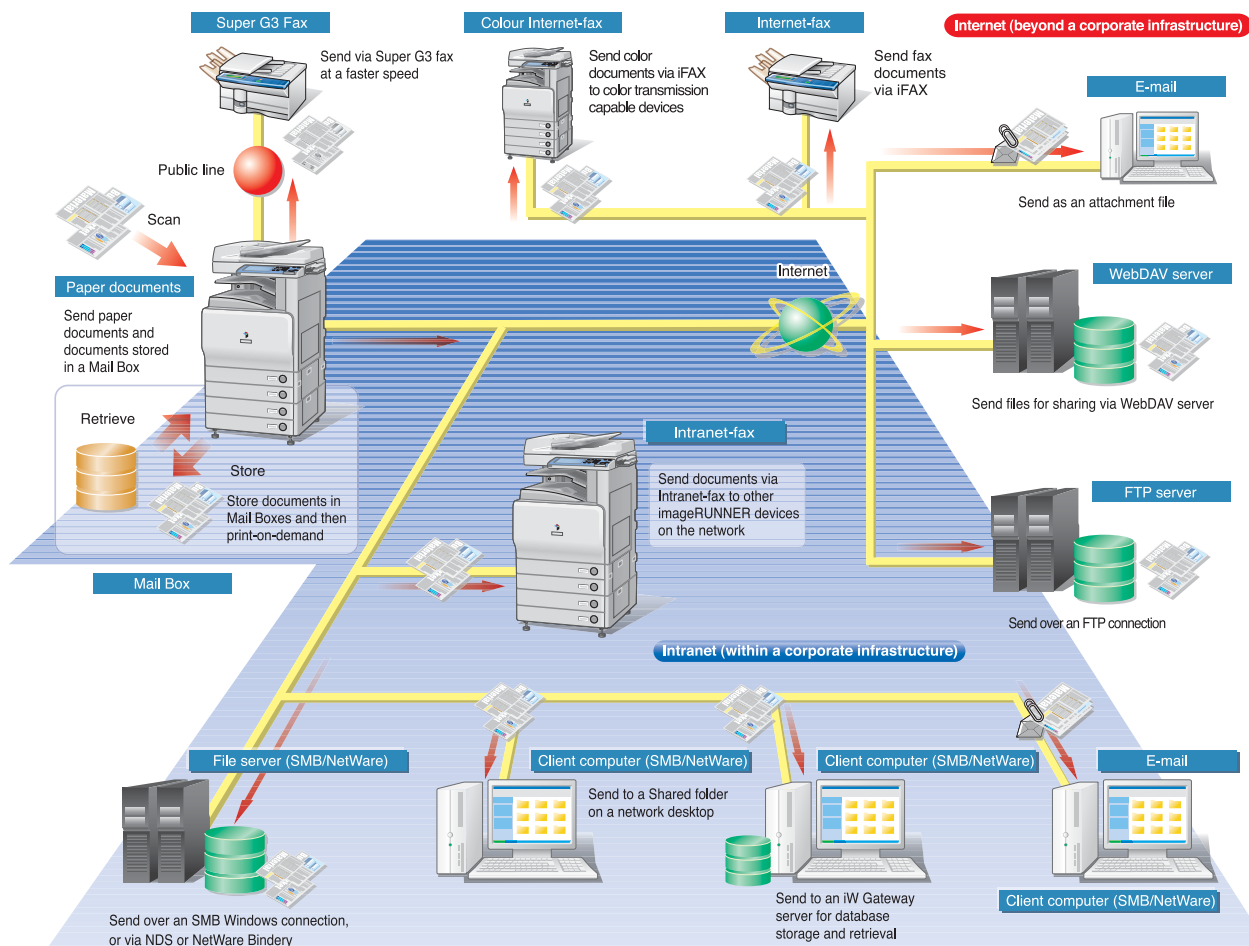 Super G3 Fax
Send via Super G3 fax
at a faster speed
Colour Internet-fax
Send color
documents via iFAX
to color transmission
capable devices
Internet-fax
Send fax
documents
via iFAX
Internet (beyond a corporate infrastructure)
E-mail
Send as an attachment file
Public line
Scan
Paper documents
Send paper
documents and
documents stored
in a Mail Box
Internet
WebDAV server
Send files for sharing via WebDAV server
Retrieve
Store
Store documents in
Mail Boxes and then
print-on-demand
Mail Box
Intranet-fax
Send documents via
Intranet-fax to other
imageRUNNER devices
on the network
FTP server
Send over an FTP connection
Intranet (within a corporate infrastructure)
File server (SMB/NetWare)
Send over an SMB Windows connection,
or via NDS or NetWare Bindery
Client computer (SMB/NetWare)
Send to a Shared folder
on a network desktop
Client computer (SMB/NetWare)
Send to an iW Gateway
server for database
storage and retrieval
E-mail
Client computer (SMB/NetWare)